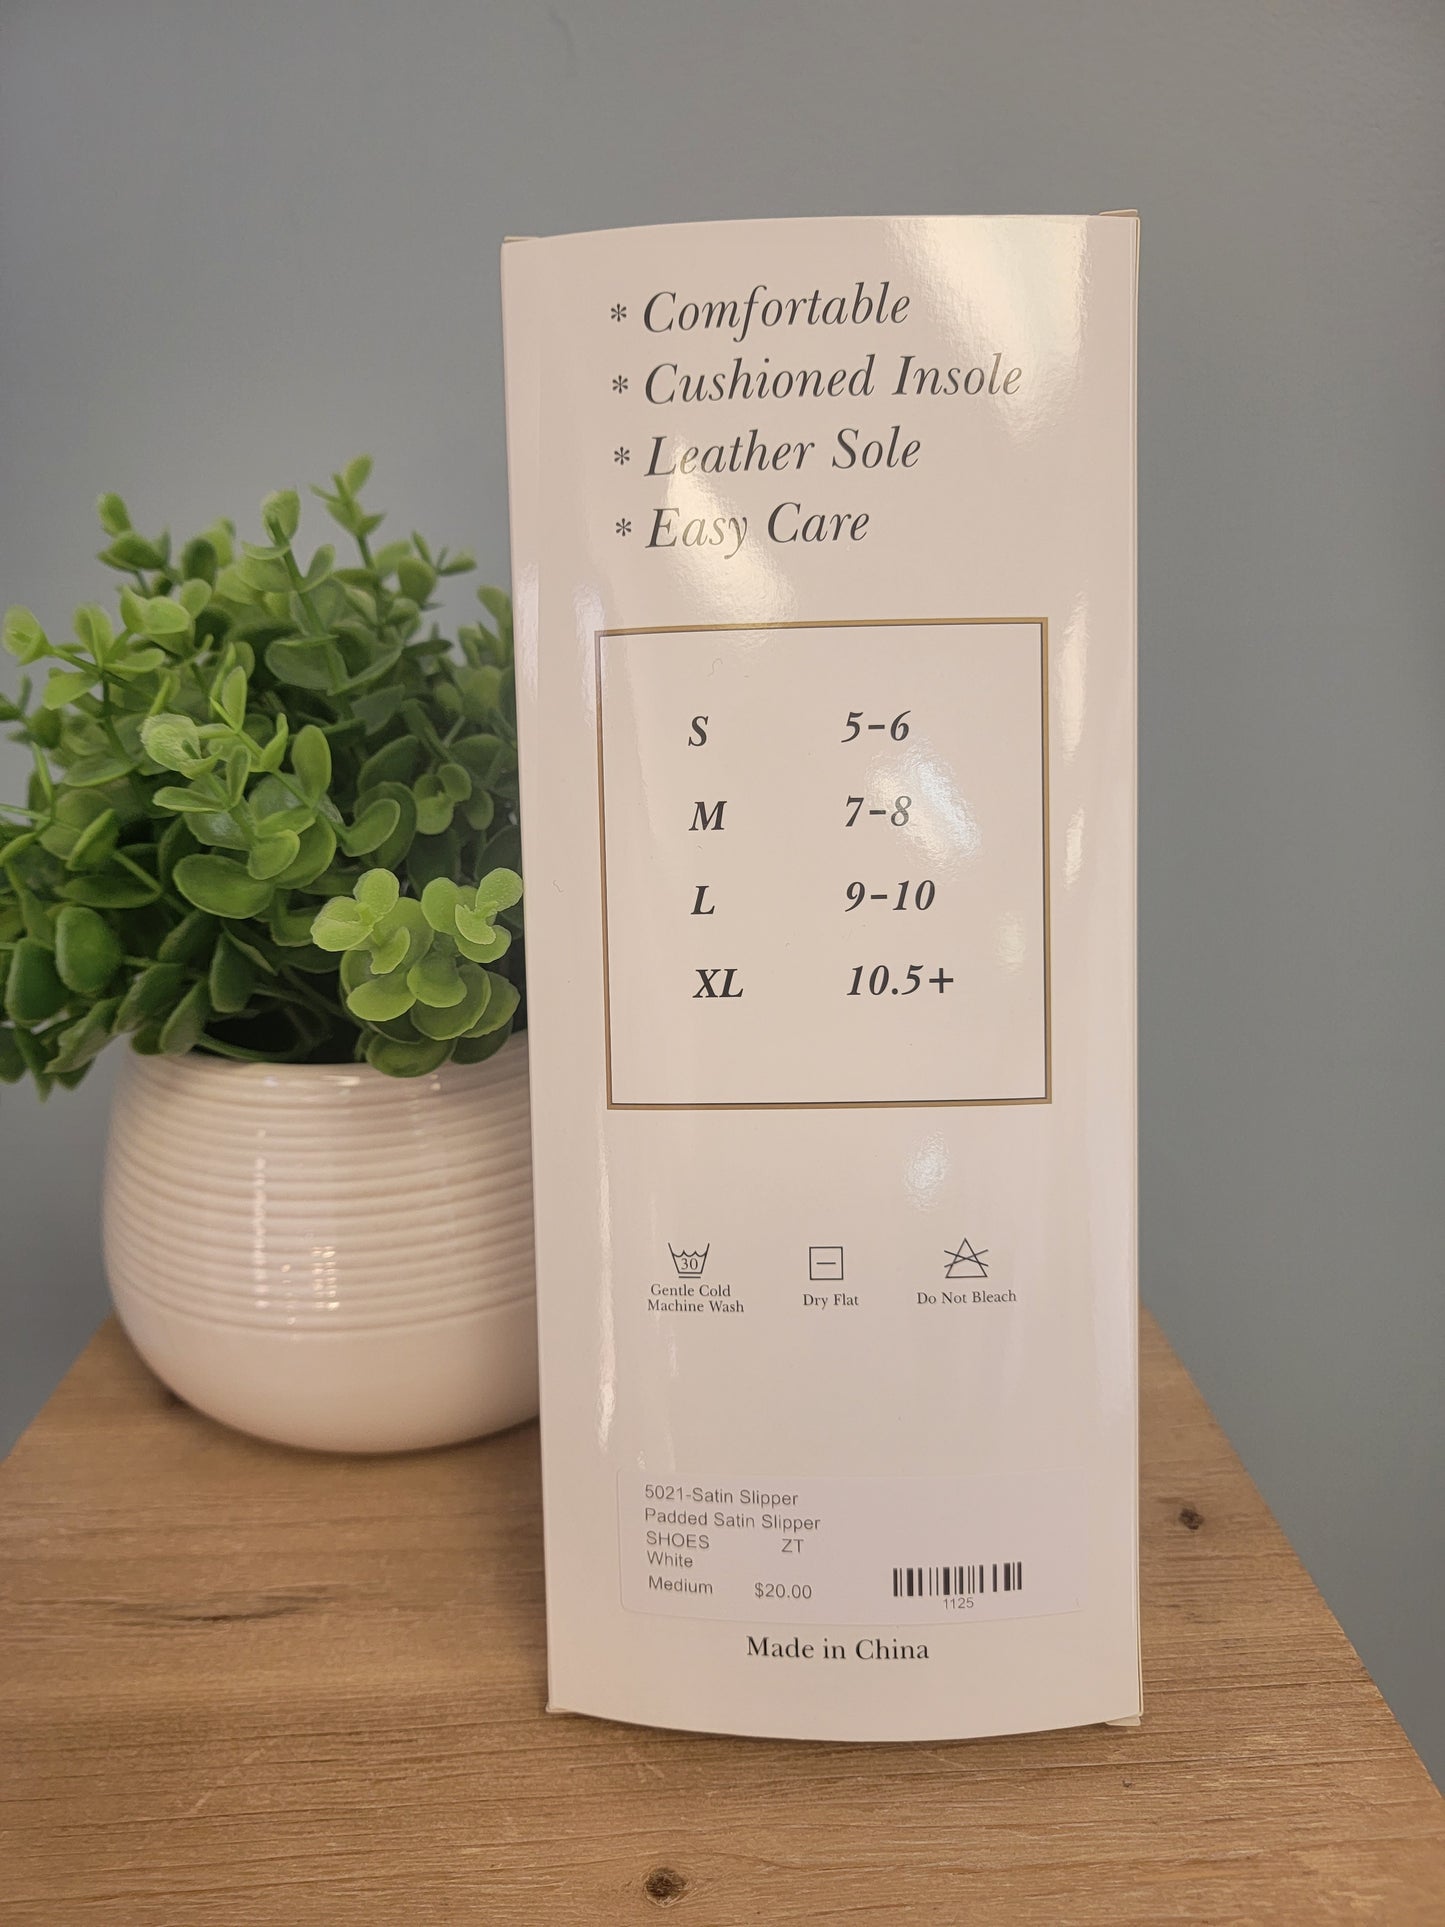 * Comfortable
* Cushioned Insole
* Leather Sole
* Easy Care
S 5-6
M 7-8
L 9-10
XL 10.5+
30
Gentle Cold
Machine Wash
Dry Flat
Do Not Bleach
5021-Satin Slipper
Padded Satin Slipper
SHOES ZT
White
Medium $20.00
1125
Made in China